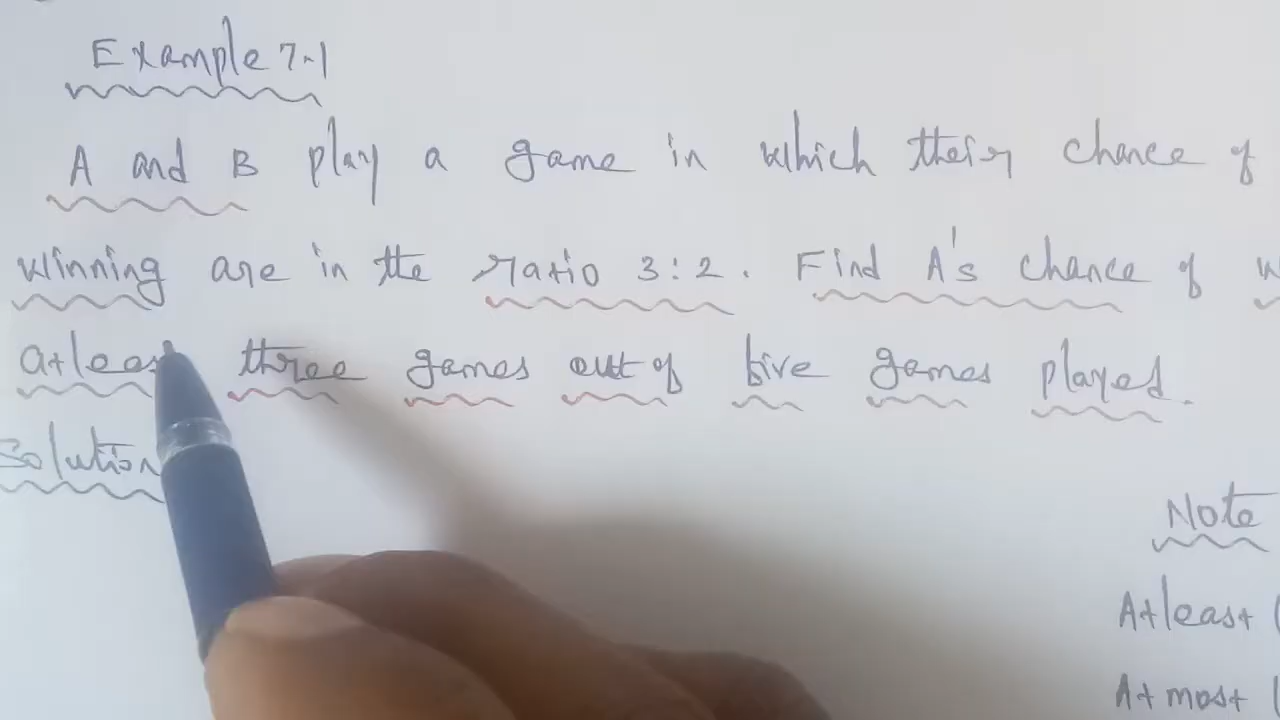 Example 7.1
A and B play a game in which their chance of
winning are in the ratio 3:2. Find A's chance of
atleast three games out of five games played.
Solution
Note
Atleast (
Atmost (